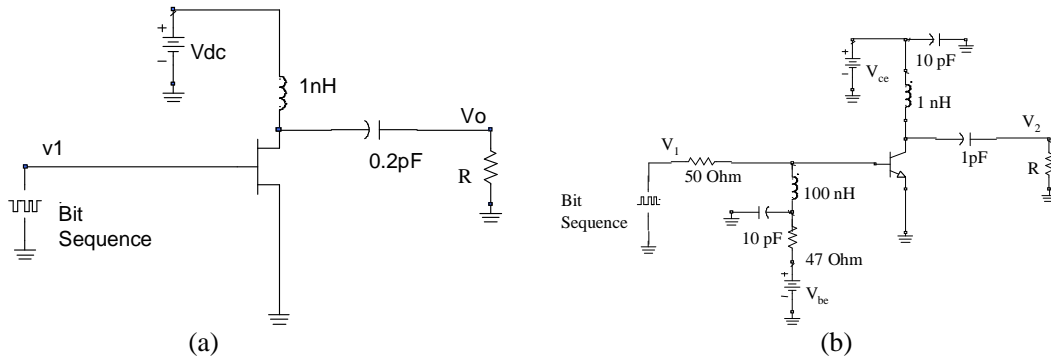 Vdc
1nH
Vo
v1
0.2pF
R
Bit
Sequence
(a)
10 pF
V_ce
1 nH
V_1
V_2
50 Ohm
1pF
R
100 nH
Bit
Sequence
10 pF
47 Ohm
V_be
(b)